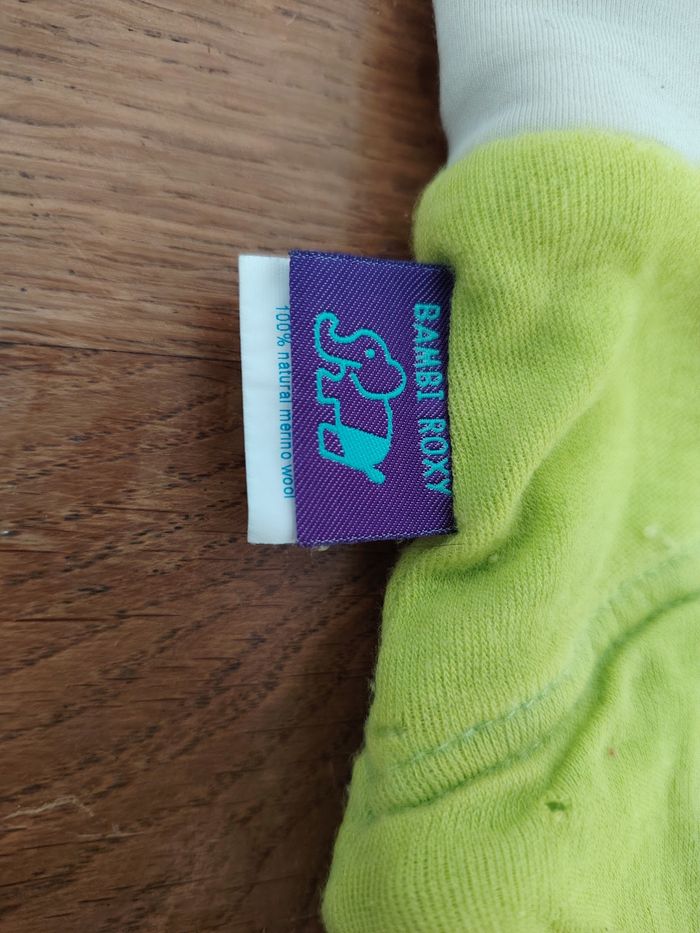 BAMBI ROXY
100% natural merino wool